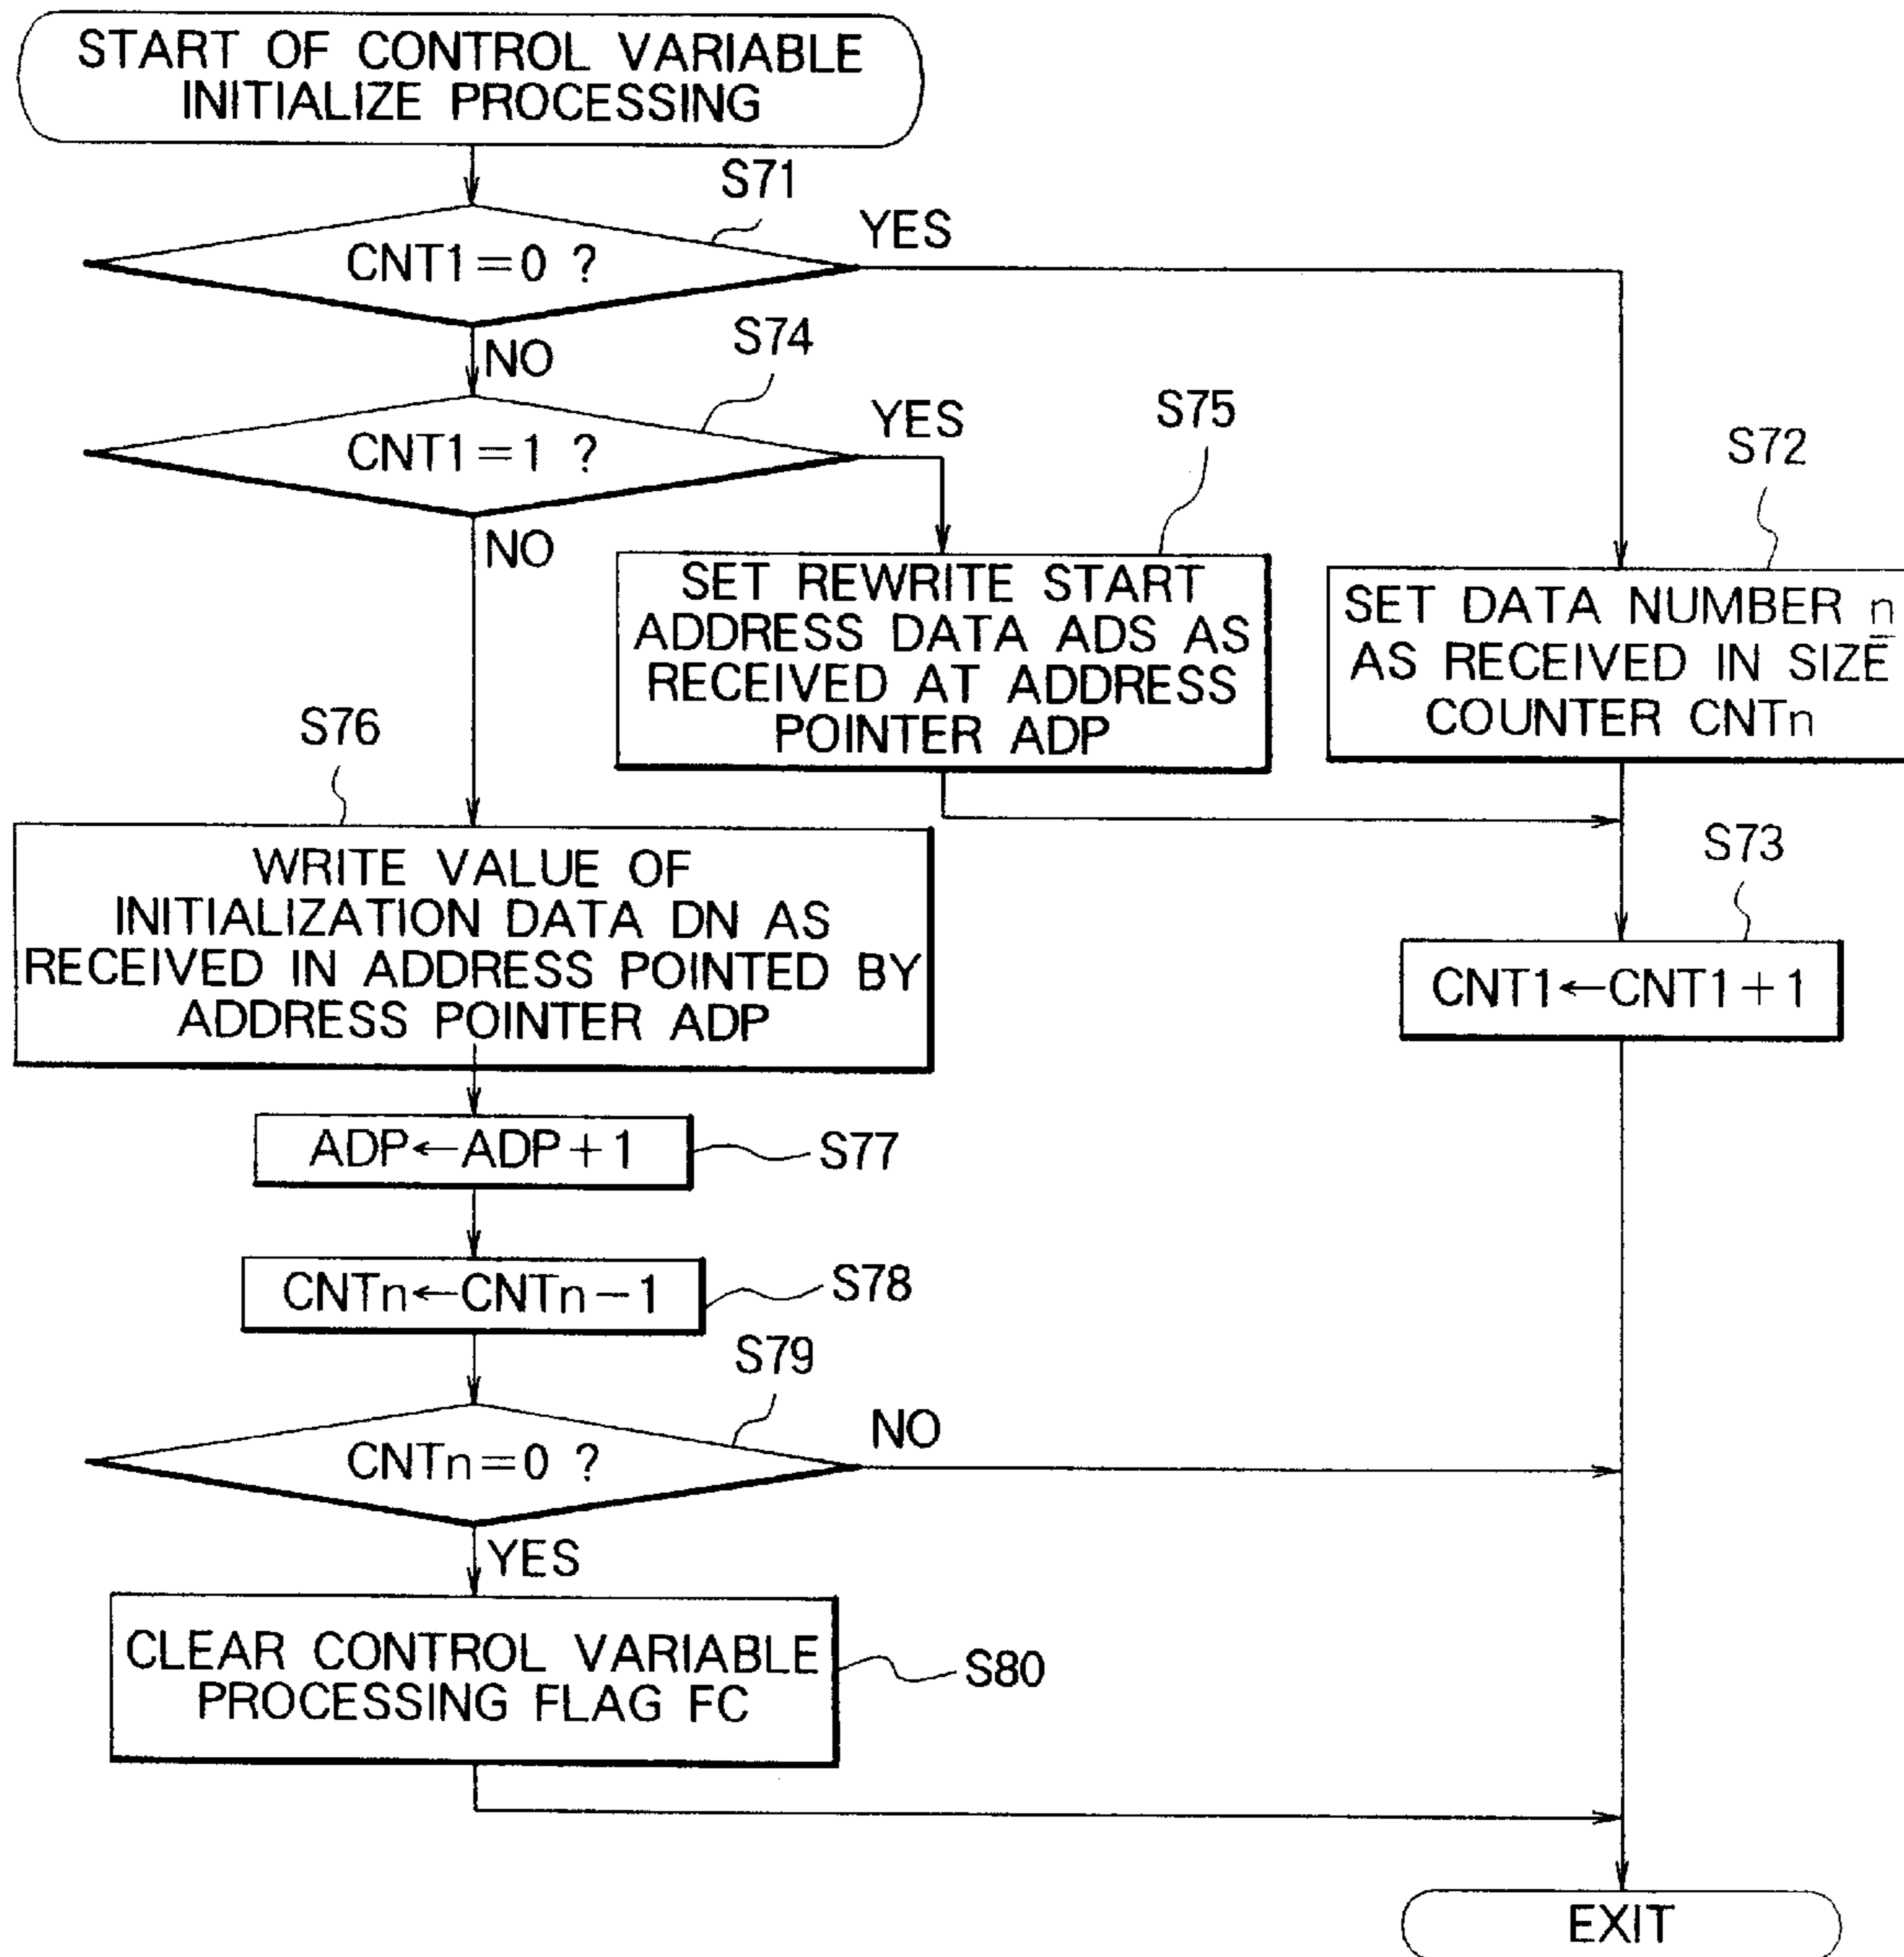 START OF CONTROL VARIABLE
INITIALIZE PROCESSING
S71
CNT1=0 ?
YES
NO
S74
CNT1=1 ?
YES
NO
S75
SET REWRITE START
ADDRESS DATA ADS AS
RECEIVED AT ADDRESS
POINTER ADP
S72
SET DATA NUMBER n
AS RECEIVED IN SIZE
COUNTER CNTn
S73
CNT1←CNT1+1
S76
WRITE VALUE OF
INITIALIZATION DATA DN AS
RECEIVED IN ADDRESS POINTED BY
ADDRESS POINTER ADP
ADP←ADP+1
S77
CNTn←CNTn−1
S78
S79
CNTn=0 ?
NO
YES
CLEAR CONTROL VARIABLE
PROCESSING FLAG FC
S80
EXIT